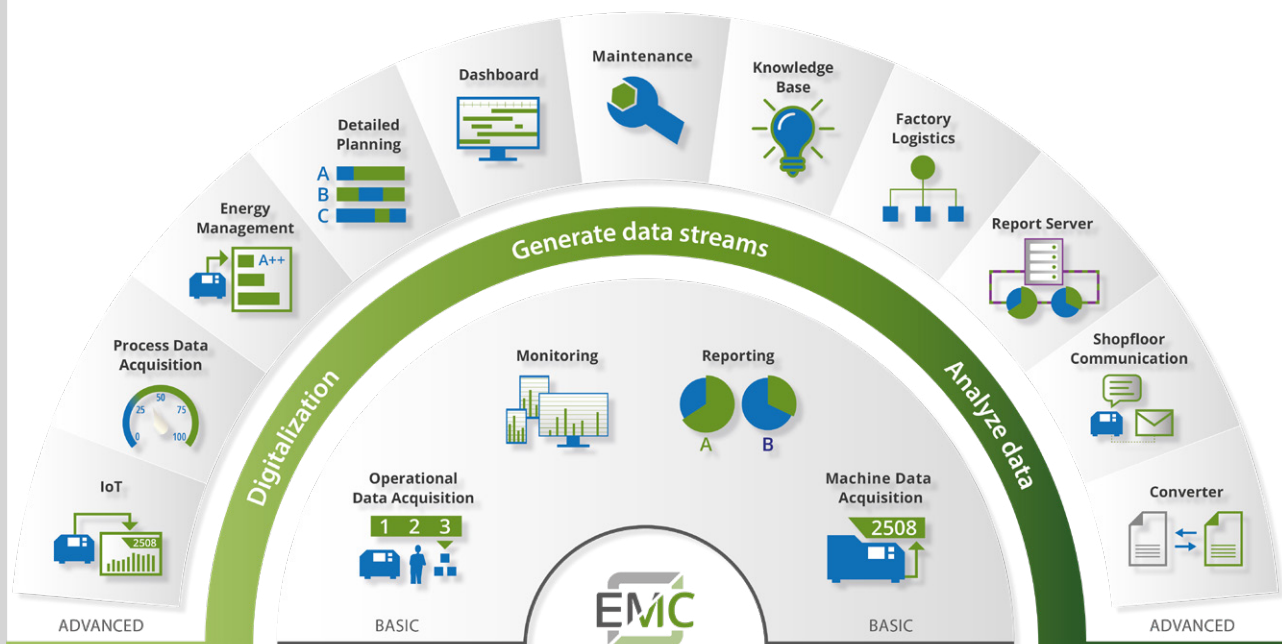 Maintenance
Dashboard
Knowledge
Base
Detailed
Planning
A
B
C
Factory
Logistics
Energy
Management
A++
Report Server
Generate data streams
Process Data
Acquisition
0
25
50
75
100
Digitalization
Monitoring
Reporting
A
B
Analyze data
Shopfloor
Communication
IoT
2508
Operational
Data Acquisition
1 2 3
Machine Data
Acquisition
2508
Converter
EMC
ADVANCED
BASIC
BASIC
ADVANCED